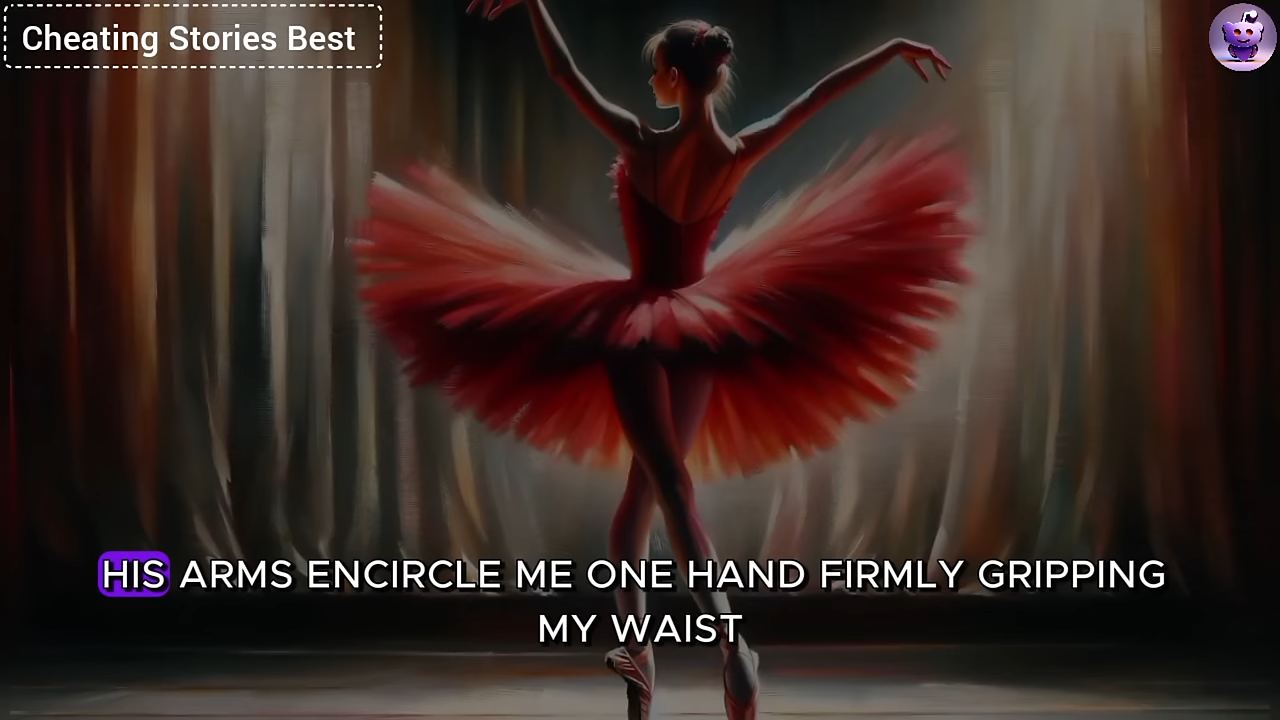 Cheating Stories Best
HIS ARMS ENCIRCLE ME ONE HAND FIRMLY GRIPPING
MY WAIST